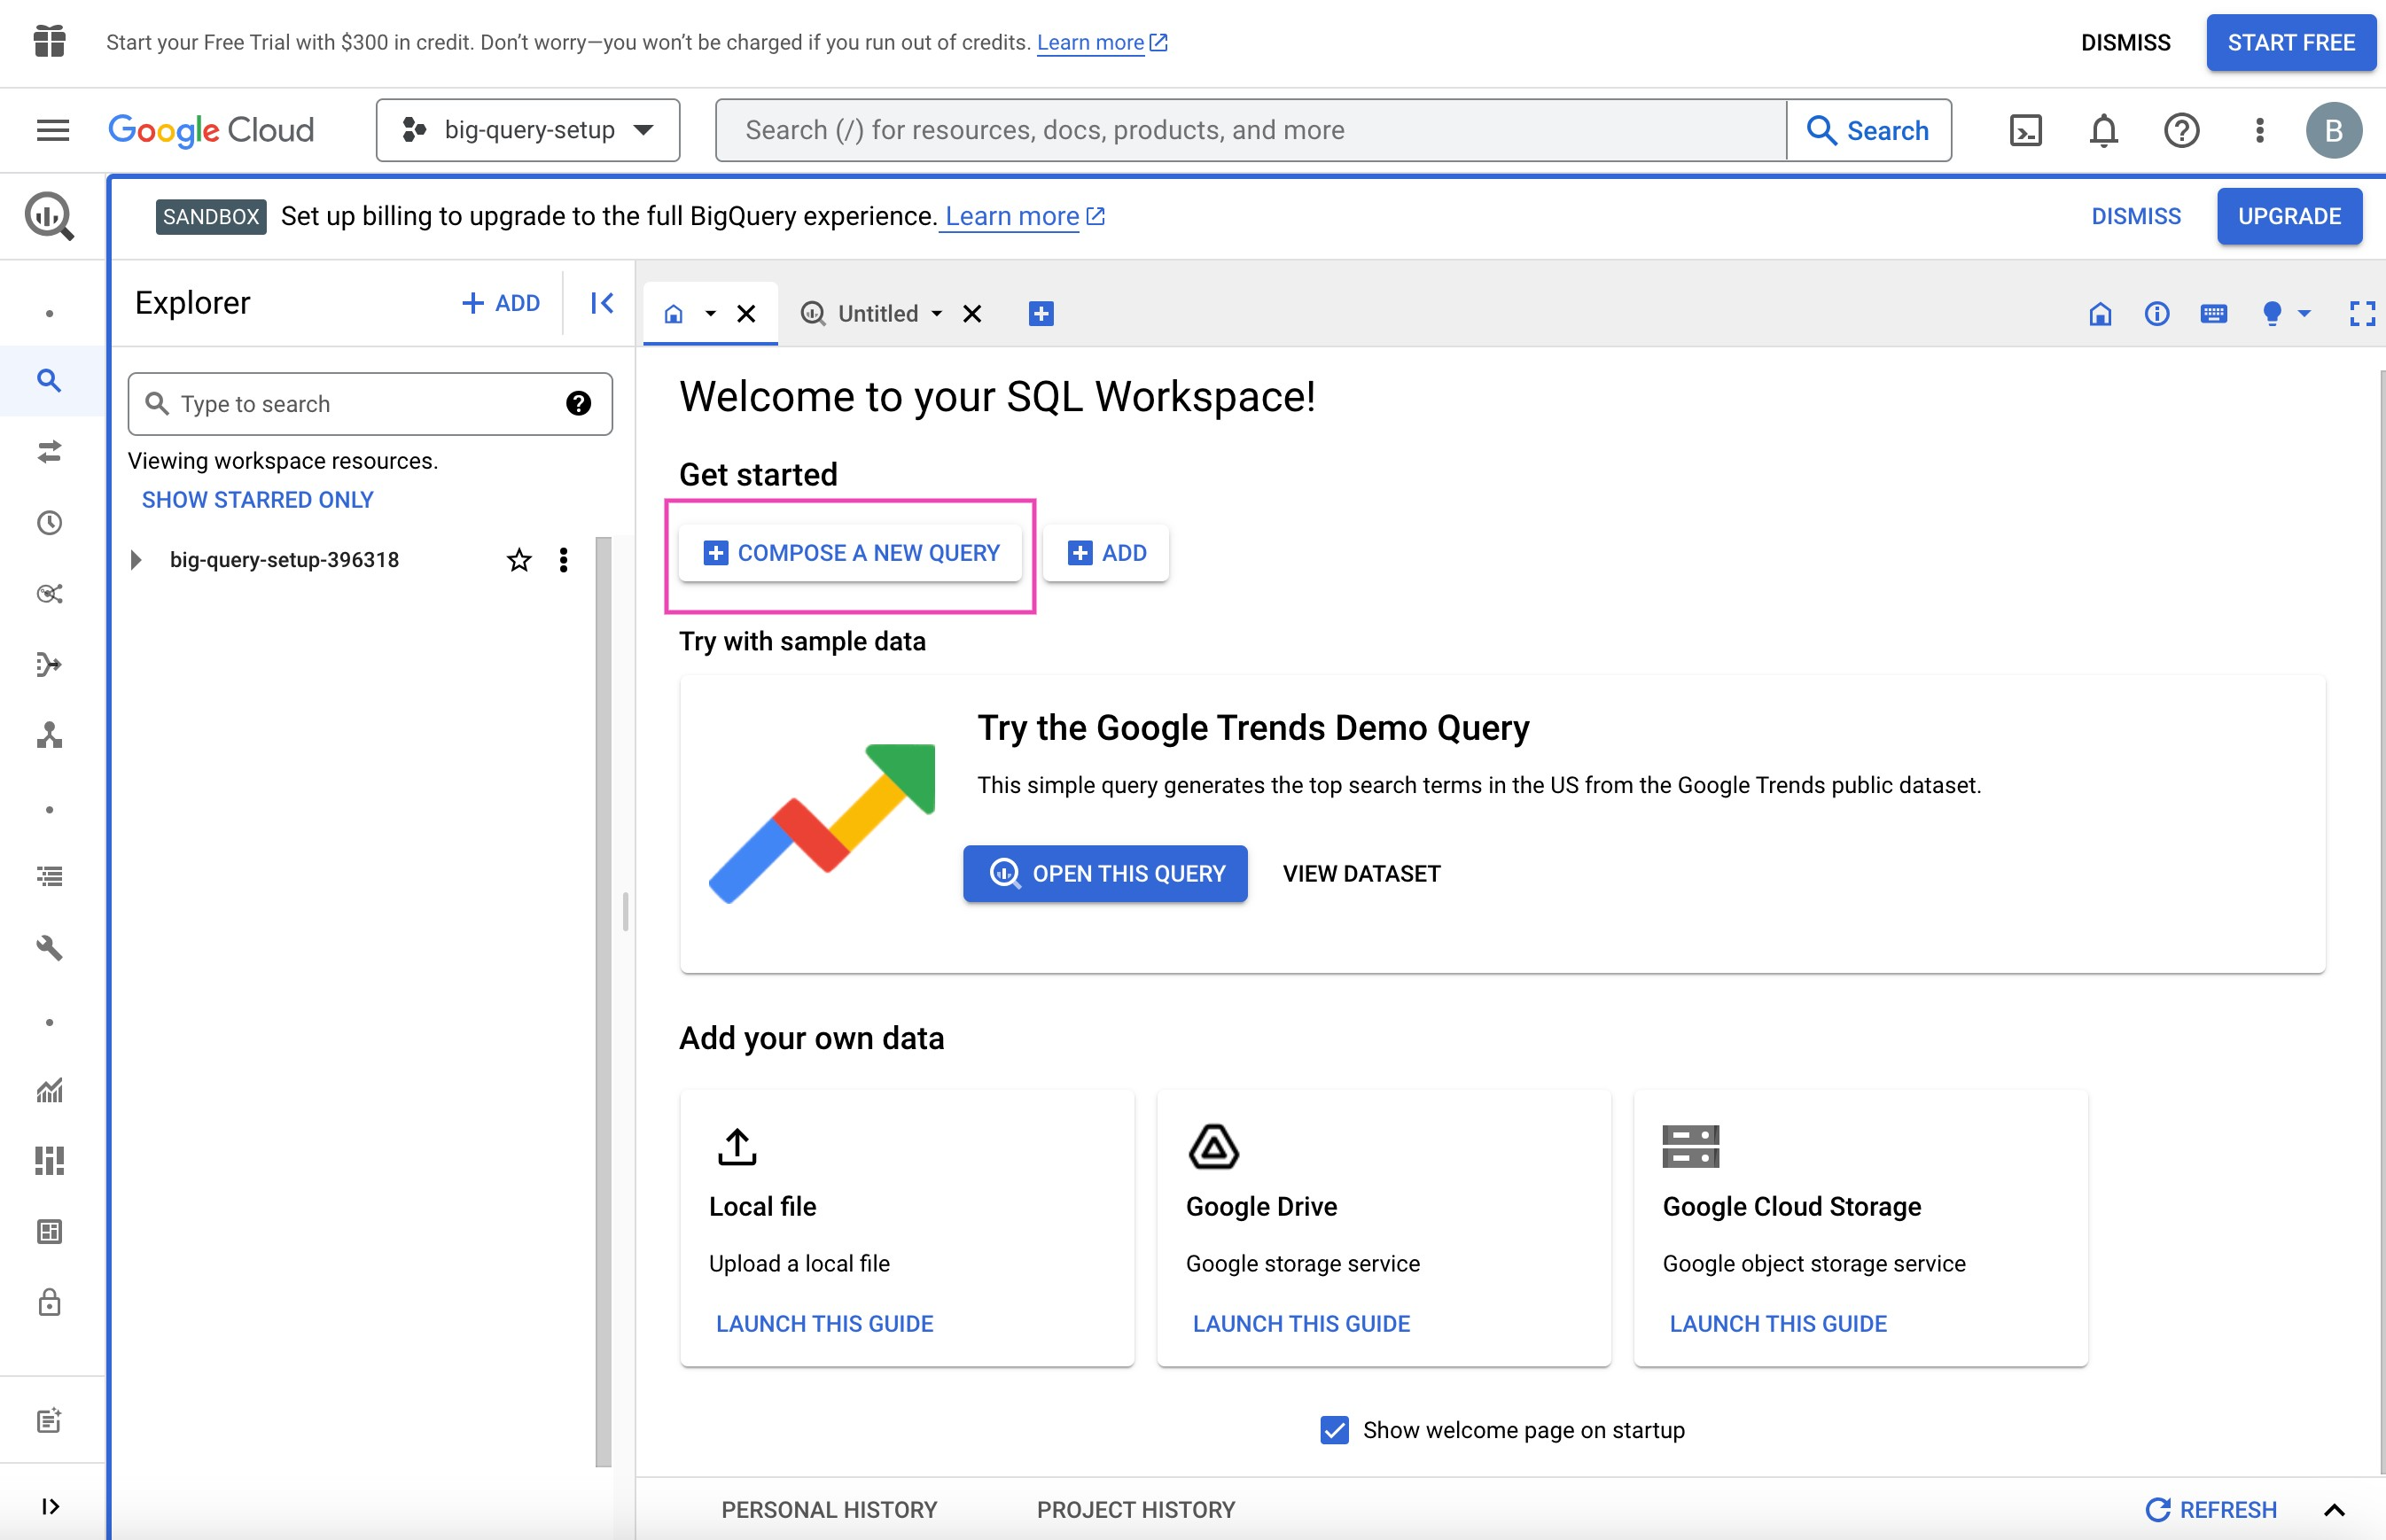 Start your Free Trial with $300 in credit. Don’t worry—you won’t be charged if you run out of credits. Learn more
DISMISS
START FREE
Google Cloud
big-query-setup
Search (/) for resources, docs, products, and more
Search
B
SANDBOX Set up billing to upgrade to the full BigQuery experience. Learn more
DISMISS
UPGRADE
Explorer
ADD
Untitled
Type to search
Viewing workspace resources.
SHOW STARRED ONLY
big-query-setup-396318
Welcome to your SQL Workspace!
Get started
COMPOSE A NEW QUERY
ADD
Try with sample data
Try the Google Trends Demo Query
This simple query generates the top search terms in the US from the Google Trends public dataset.
OPEN THIS QUERY
VIEW DATASET
Add your own data
Local file
Upload a local file
LAUNCH THIS GUIDE
Google Drive
Google storage service
LAUNCH THIS GUIDE
Google Cloud Storage
Google object storage service
LAUNCH THIS GUIDE
Show welcome page on startup
PERSONAL HISTORY
PROJECT HISTORY
REFRESH